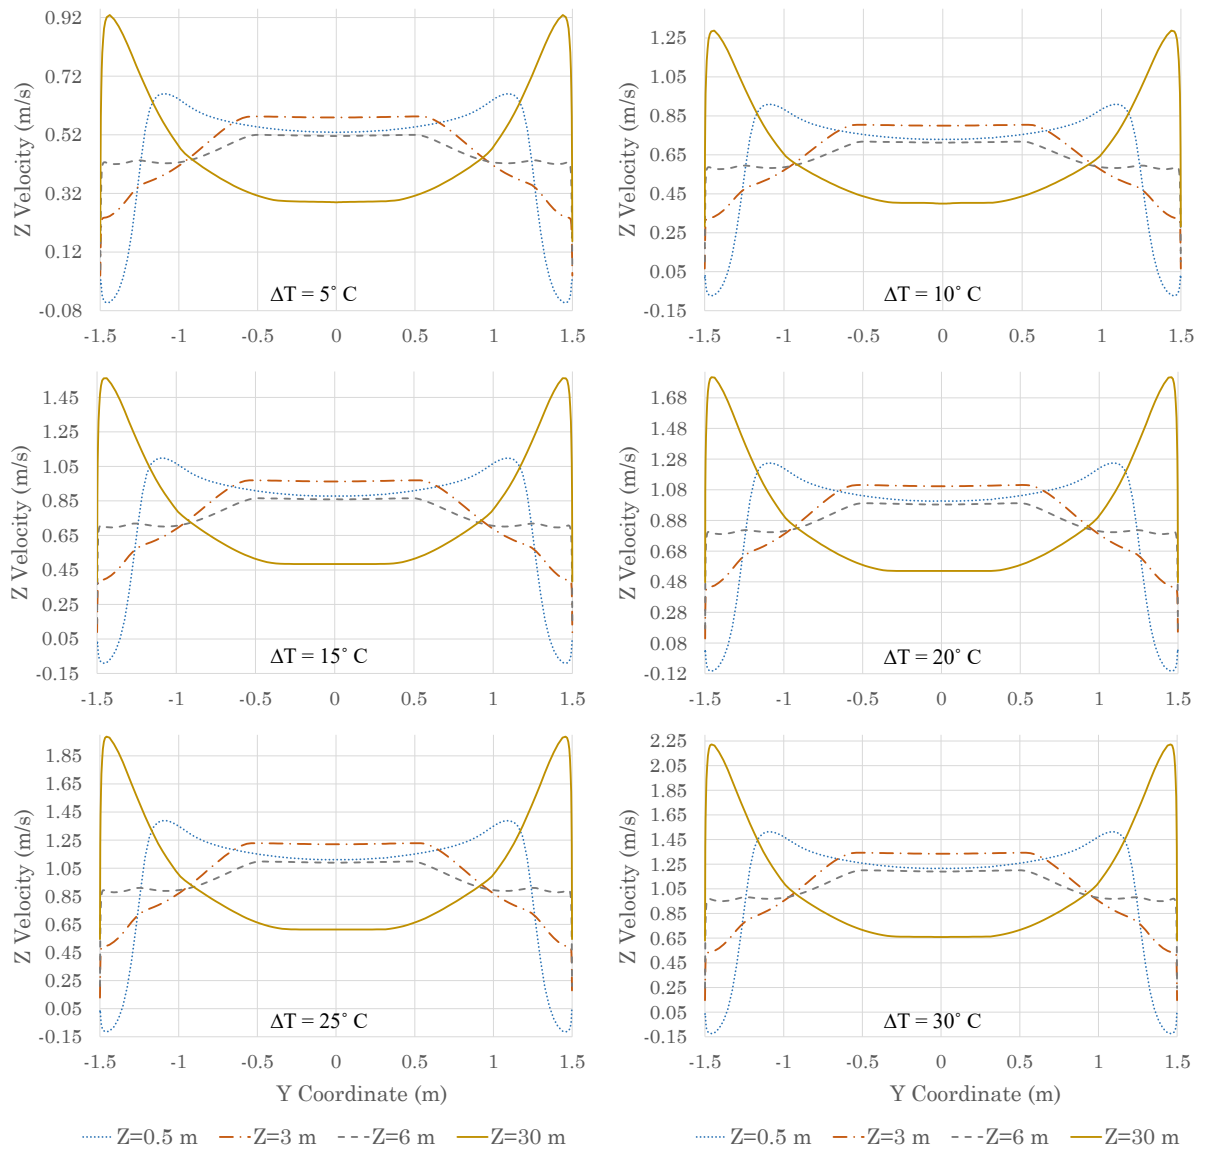 0.92
0.72
0.52
0.32
0.12
-0.08
Z Velocity (m/s)
ΔT = 5° C
-1.5 -1 -0.5 0 0.5 1 1.5
1.25
1.05
0.85
0.65
0.45
0.25
0.05
-0.15
Z Velocity (m/s)
ΔT = 10° C
-1.5 -1 -0.5 0 0.5 1 1.5
1.45
1.25
1.05
0.85
0.65
0.45
0.25
0.05
-0.15
Z Velocity (m/s)
ΔT = 15° C
-1.5 -1 -0.5 0 0.5 1 1.5
1.68
1.48
1.28
1.08
0.88
0.68
0.48
0.28
0.08
-0.12
Z Velocity (m/s)
ΔT = 20° C
-1.5 -1 -0.5 0 0.5 1 1.5
1.85
1.65
1.45
1.25
1.05
0.85
0.65
0.45
0.25
0.05
-0.15
Z Velocity (m/s)
ΔT = 25° C
-1.5 -1 -0.5 0 0.5 1 1.5
Y Coordinate (m)
2.25
2.05
1.85
1.65
1.45
1.25
1.05
0.85
0.65
0.45
0.25
0.05
-0.15
Z Velocity (m/s)
ΔT = 30° C
-1.5 -1 -0.5 0 0.5 1 1.5
Y Coordinate (m)
Z=0.5 m Z=3 m Z=6 m Z=30 m
Z=0.5 m Z=3 m Z=6 m Z=30 m